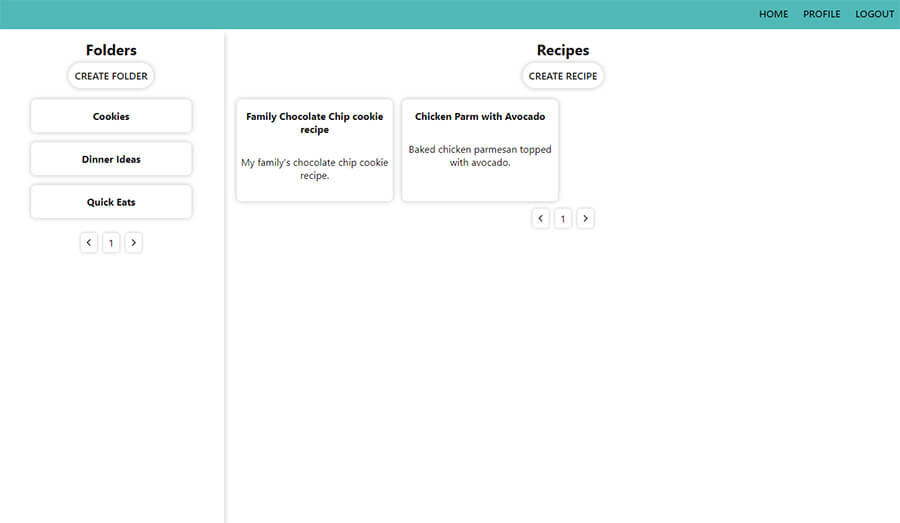 HOME PROFILE LOGOUT
Folders
CREATE FOLDER
Cookies
Dinner Ideas
Quick Eats
1
Recipes
CREATE RECIPE
Family Chocolate Chip cookie
recipe
My family's chocolate chip cookie
recipe.
Chicken Parm with Avocado
Baked chicken parmesan topped
with avocado.
1